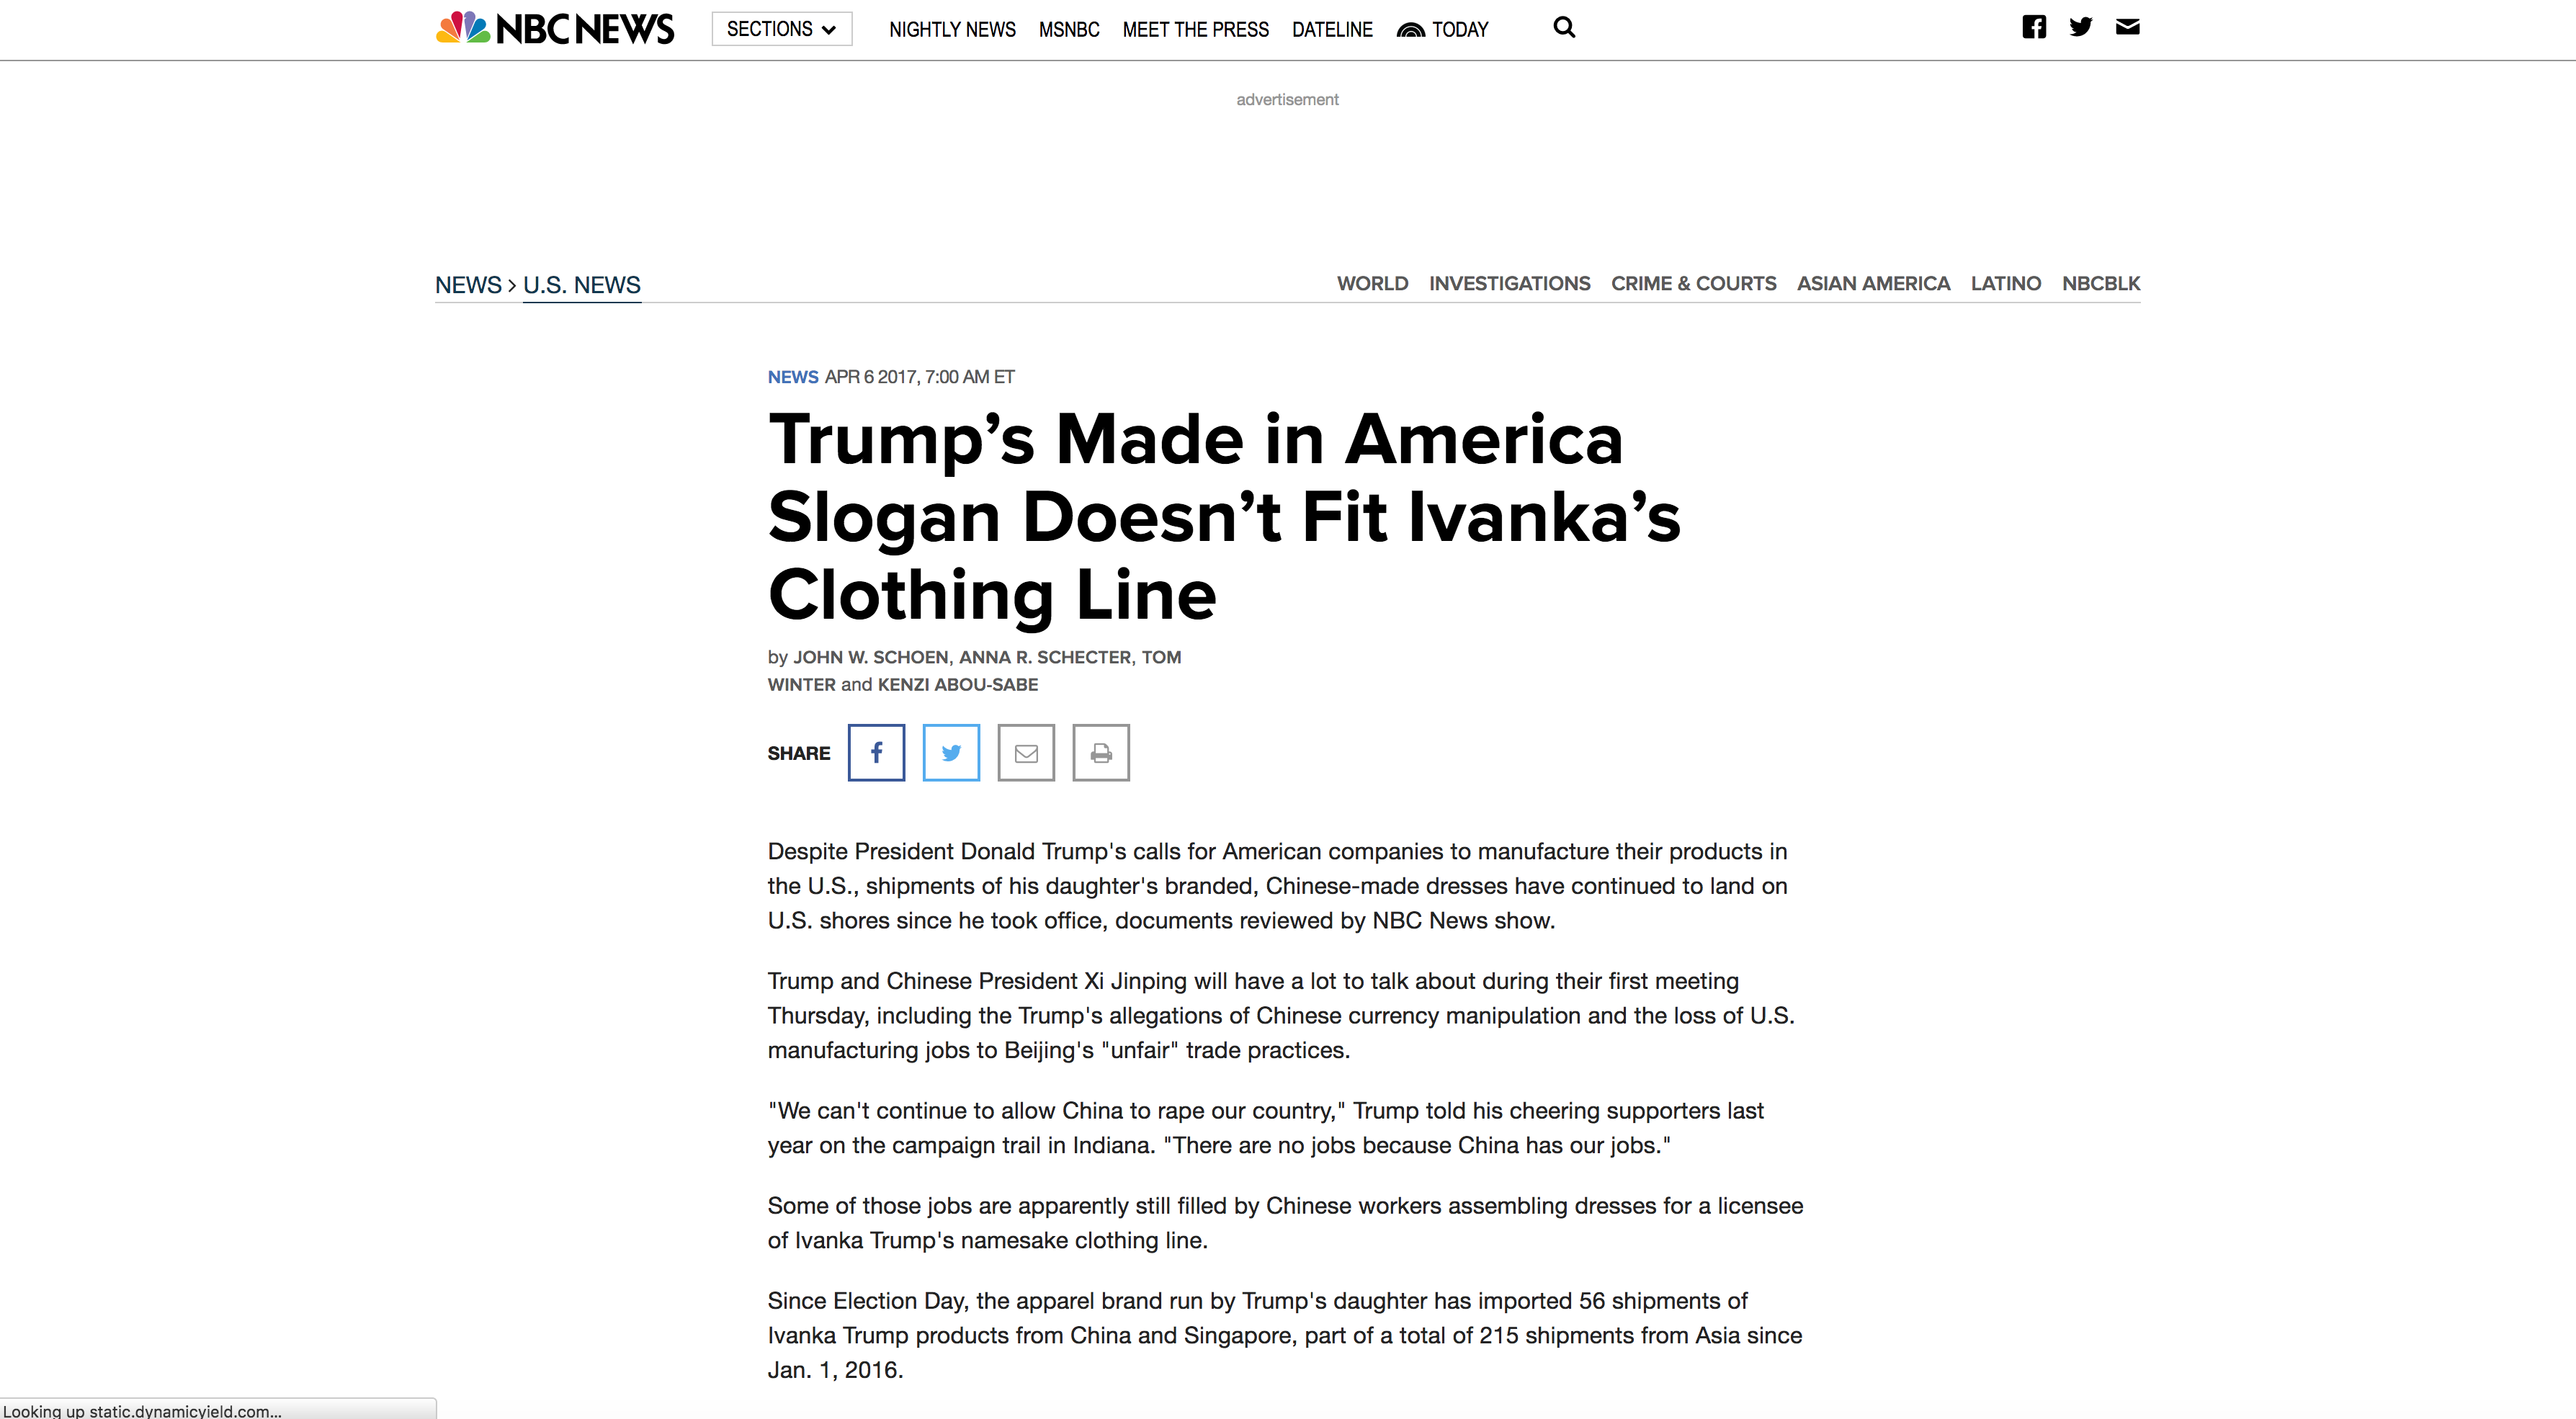 NBC NEWS
SECTIONS
NIGHTLY NEWS MSNBC MEET THE PRESS DATELINE TODAY
advertisement
NEWS > U.S. NEWS
WORLD INVESTIGATIONS CRIME & COURTS ASIAN AMERICA LATINO NBCBLK
NEWS APR 6 2017, 7:00 AM ET
Trump’s Made in America
Slogan Doesn’t Fit Ivanka’s
Clothing Line
by JOHN W. SCHOEN, ANNA R. SCHECTER, TOM
WINTER and KENZI ABOU-SABE
SHARE
Despite President Donald Trump's calls for American companies to manufacture their products in
the U.S., shipments of his daughter's branded, Chinese-made dresses have continued to land on
U.S. shores since he took office, documents reviewed by NBC News show.
Trump and Chinese President Xi Jinping will have a lot to talk about during their first meeting
Thursday, including the Trump's allegations of Chinese currency manipulation and the loss of U.S.
manufacturing jobs to Beijing's "unfair" trade practices.
"We can't continue to allow China to rape our country," Trump told his cheering supporters last
year on the campaign trail in Indiana. "There are no jobs because China has our jobs."
Some of those jobs are apparently still filled by Chinese workers assembling dresses for a licensee
of Ivanka Trump's namesake clothing line.
Since Election Day, the apparel brand run by Trump's daughter has imported 56 shipments of
Ivanka Trump products from China and Singapore, part of a total of 215 shipments from Asia since
Jan. 1, 2016.
Looking up static.dynamicyield.com...